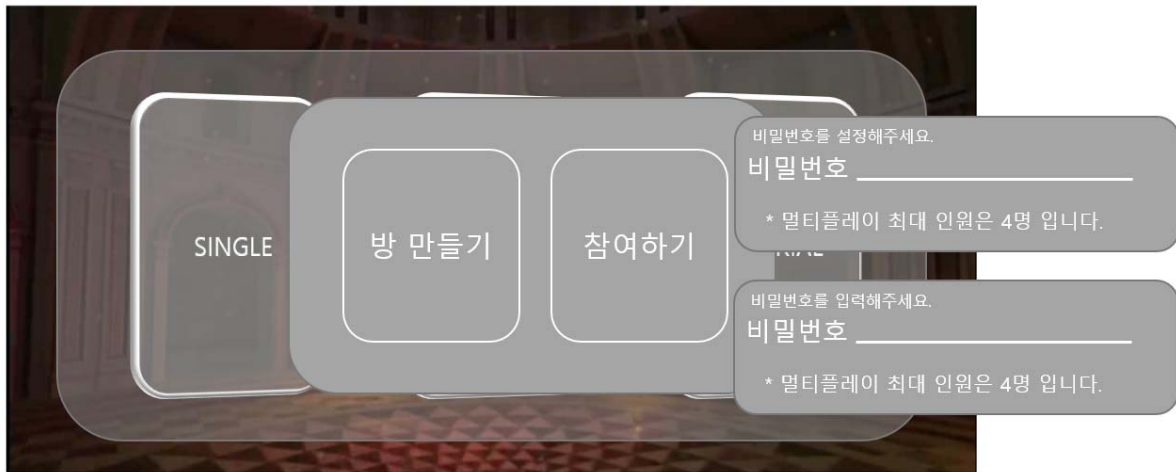 SINGLE
방 만들기
참여하기
비밀번호를 설정해주세요.
비밀번호
* 멀티플레이 최대 인원은 4명 입니다.
비밀번호를 입력해주세요.
비밀번호
* 멀티플레이 최대 인원은 4명 입니다.